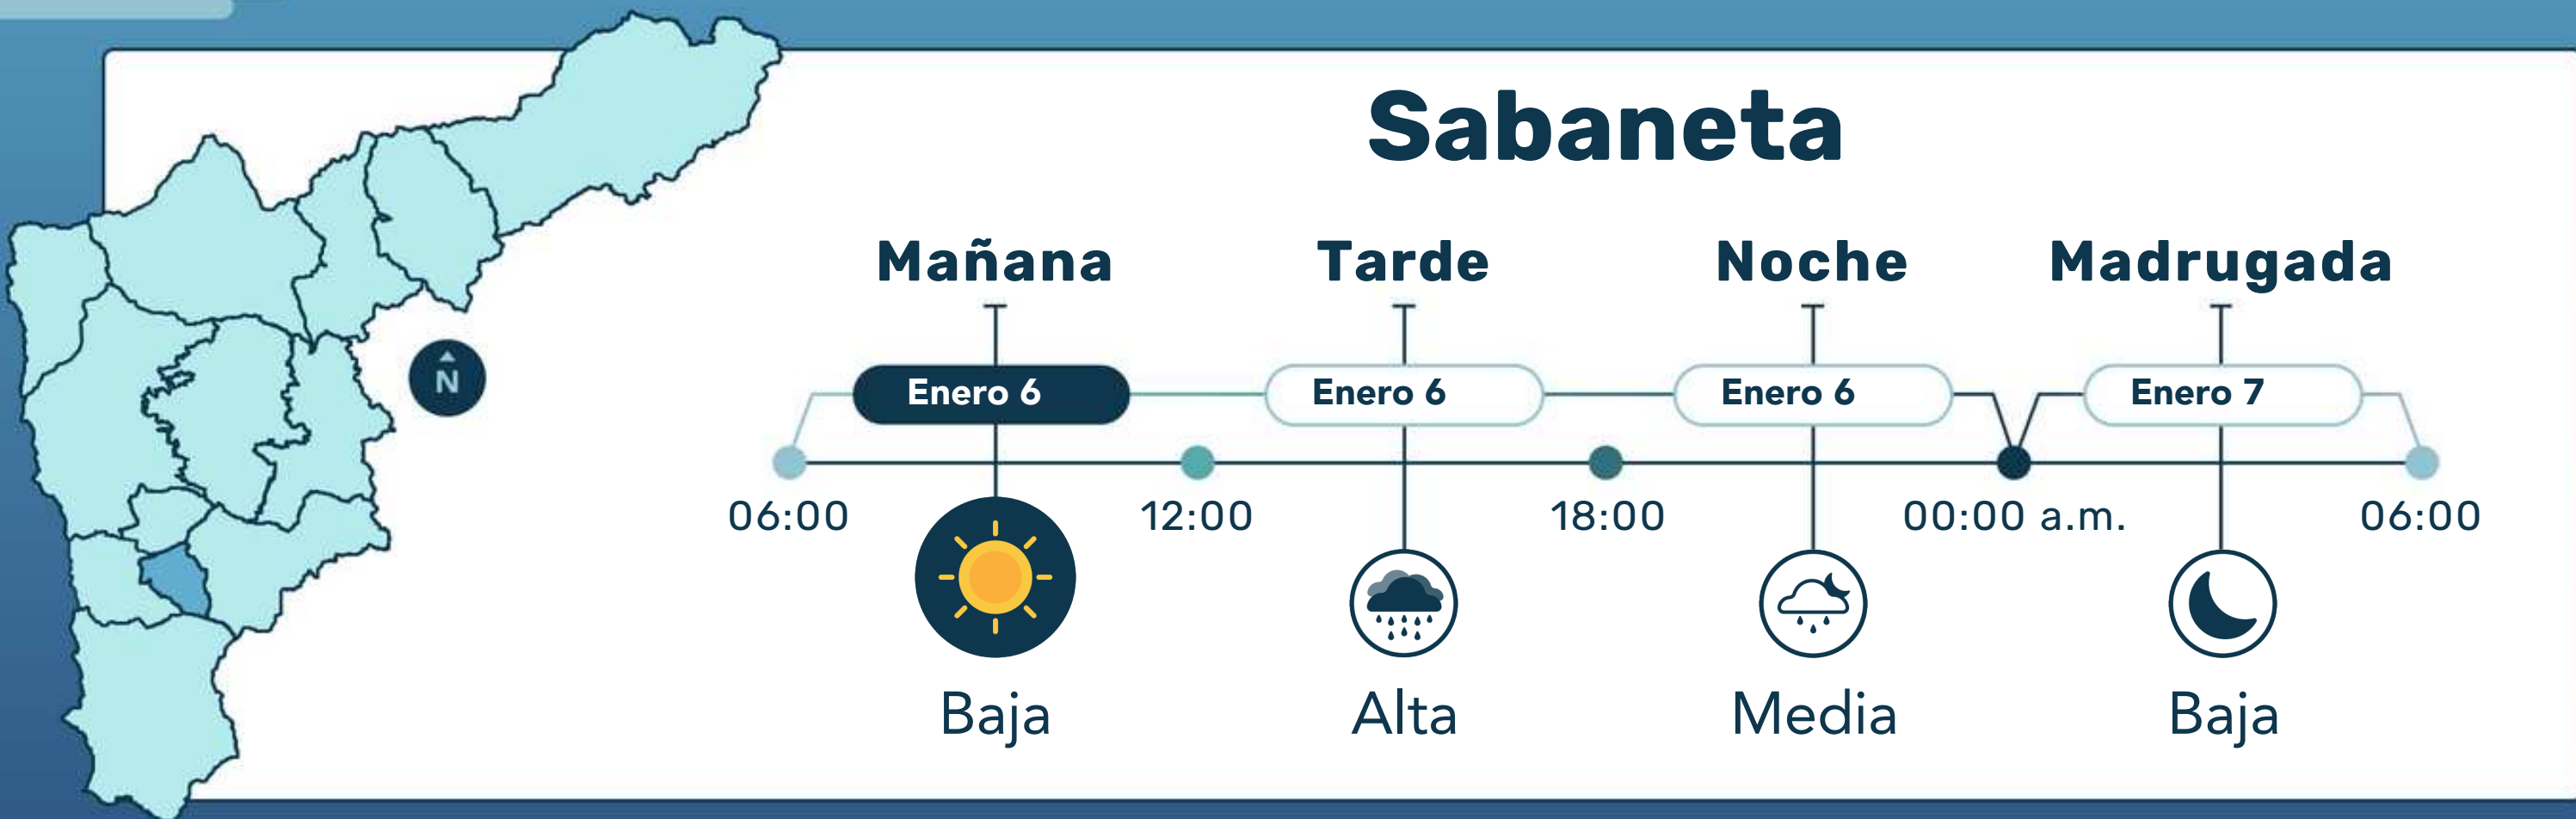 Sabaneta
Mañana Tarde Noche Madrugada
Enero 6 Enero 6 Enero 6 Enero 7
N
06:00 12:00 18:00 00:00 a.m. 06:00
Baja Alta Media Baja